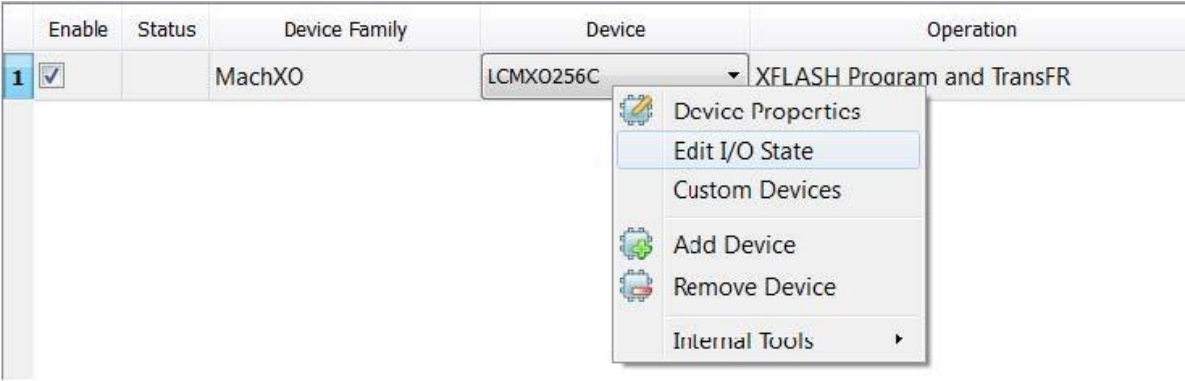 Enable Status Device Family Device Operation
1 MachXO LCMXO256C XFLASH Program and TransFR
Device Properties
Edit I/O State
Custom Devices
Add Device
Remove Device
Internal Tools